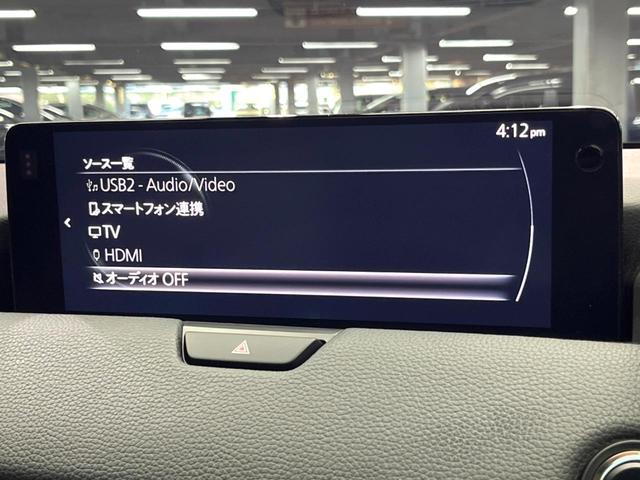 4:12pm
ソース一覧
USB2 - Audio/Video
スマートフォン連携
TV
HDMI
オーディオ OFF